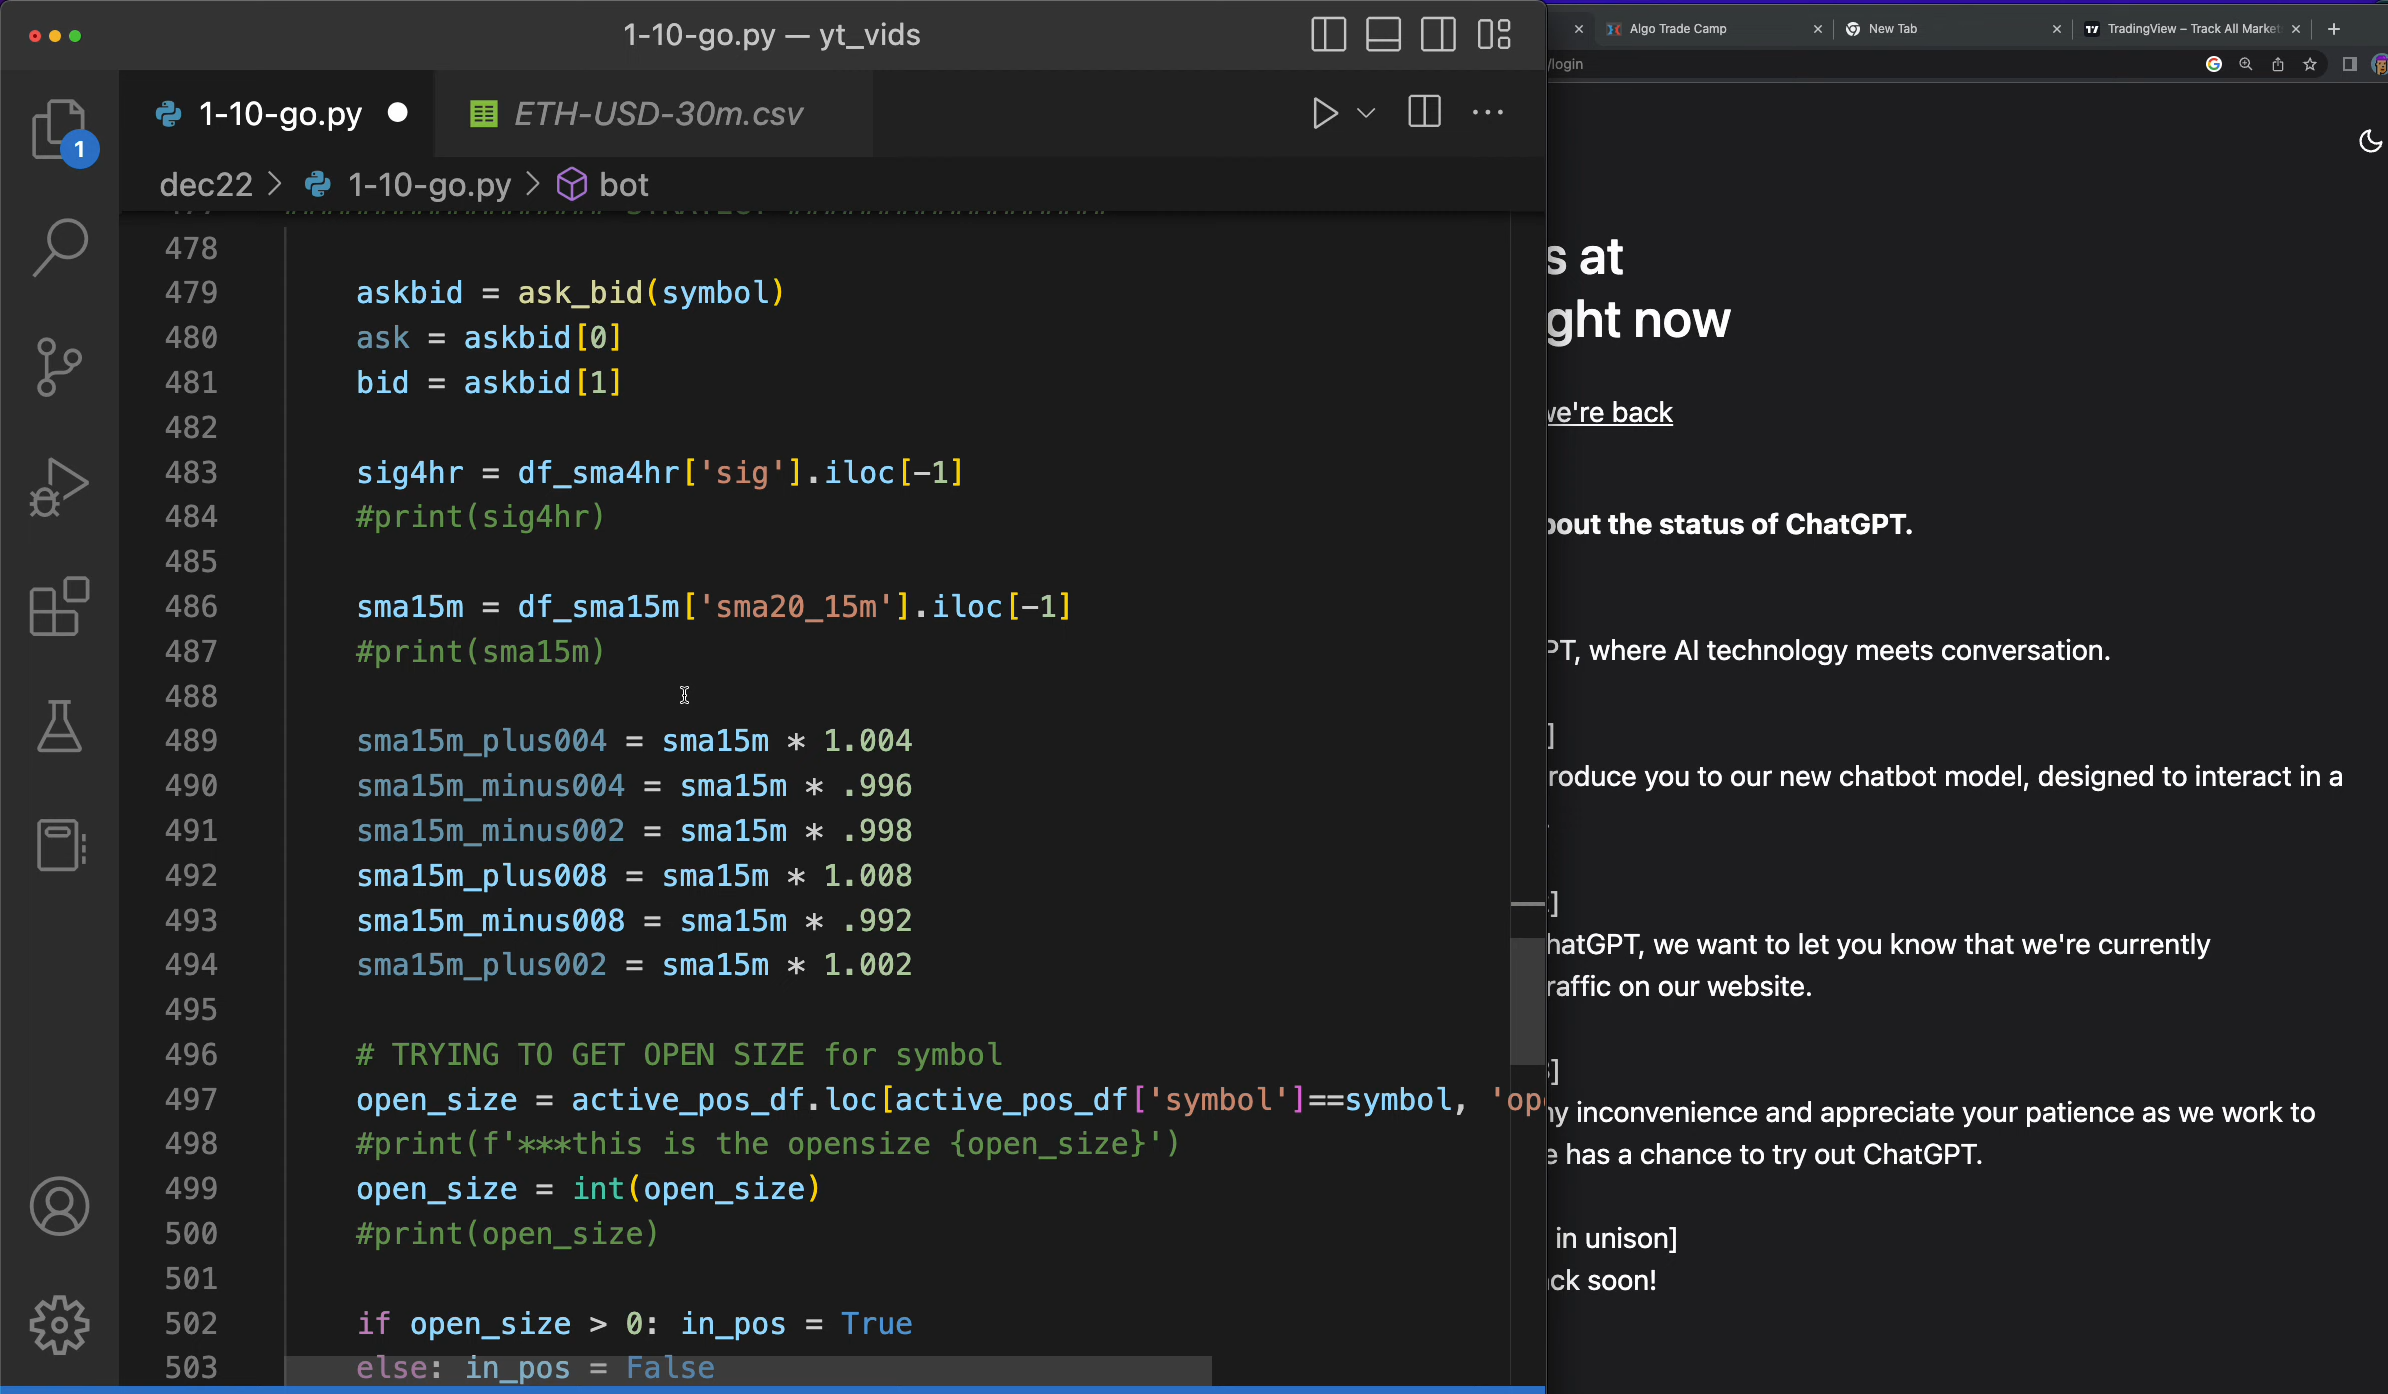 1-10-go.py — yt_vids
1-10-go.py
ETH-USD-30m.csv
1
dec22 > 1-10-go.py > bot
478
479 askbid = ask_bid(symbol)
480 ask = askbid[0]
481 bid = askbid[1]
482
483 sig4hr = df_sma4hr['sig'].iloc[-1]
484 #print(sig4hr)
485
486 sma15m = df_sma15m['sma20_15m'].iloc[-1]
487 #print(sma15m)
488
489 sma15m_plus004 = sma15m * 1.004
490 sma15m_minus004 = sma15m * .996
491 sma15m_minus002 = sma15m * .998
492 sma15m_plus008 = sma15m * 1.008
493 sma15m_minus008 = sma15m * .992
494 sma15m_plus002 = sma15m * 1.002
495
496 # TRYING TO GET OPEN SIZE for symbol
497 open_size = active_pos_df.loc[active_pos_df['symbol']==symbol, 'op
498 #print(f'***this is the opensize {open_size}')
499 open_size = int(open_size)
500 #print(open_size)
501
502 if open_size > 0: in_pos = True
503 else: in_pos = False
Algo Trade Camp
New Tab
TradingView – Track All Market
/login
s at
ght now
we're back
bout the status of ChatGPT.
PT, where AI technology meets conversation.
]
roduce you to our new chatbot model, designed to interact in a
]
hatGPT, we want to let you know that we're currently
raffic on our website.
]
ny inconvenience and appreciate your patience as we work to
e has a chance to try out ChatGPT.
in unison]
ck soon!